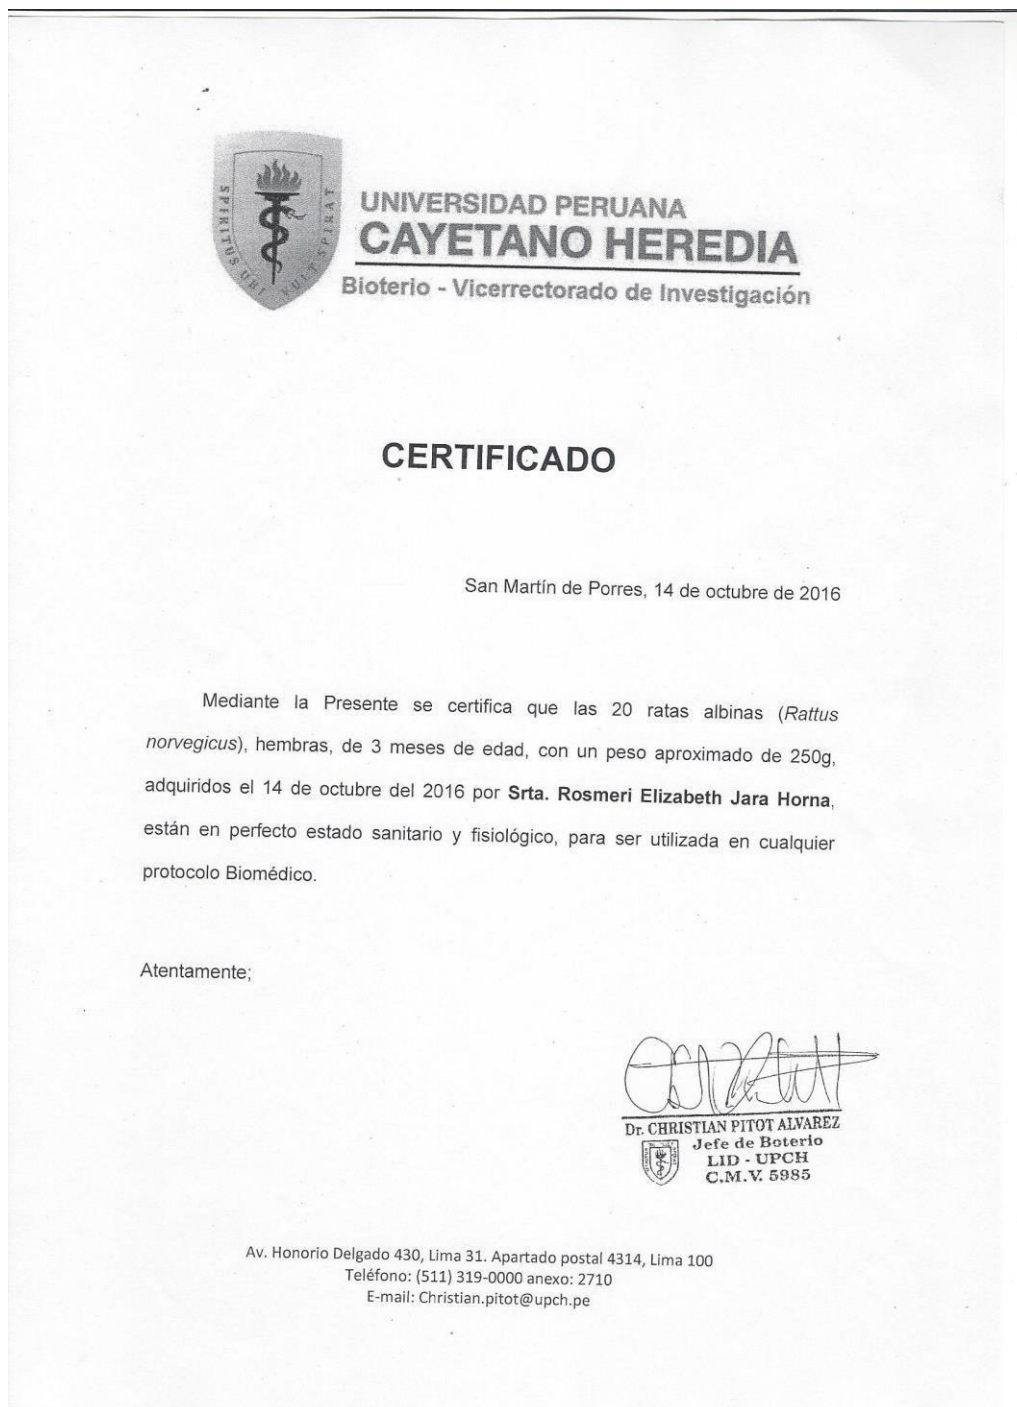 SPIRITUS UBI VULT SPIRAT
UNIVERSIDAD PERUANA
CAYETANO HEREDIA
Bioterio - Vicerrectorado de Investigación
CERTIFICADO
San Martín de Porres, 14 de octubre de 2016
Mediante la Presente se certifica que las 20 ratas albinas (Rattus
norvegicus), hembras, de 3 meses de edad, con un peso aproximado de 250g,
adquiridos el 14 de octubre del 2016 por Srta. Rosmeri Elizabeth Jara Horna,
están en perfecto estado sanitario y fisiológico, para ser utilizada en cualquier
protocolo Biomédico.
Atentamente;
Dr. CHRISTIAN PITOT ALVAREZ
Jefe de Boterio
LID - UPCH
C.M.V. 5985
Av. Honorio Delgado 430, Lima 31. Apartado postal 4314, Lima 100
Teléfono: (511) 319-0000 anexo: 2710
E-mail: Christian.pitot@upch.pe